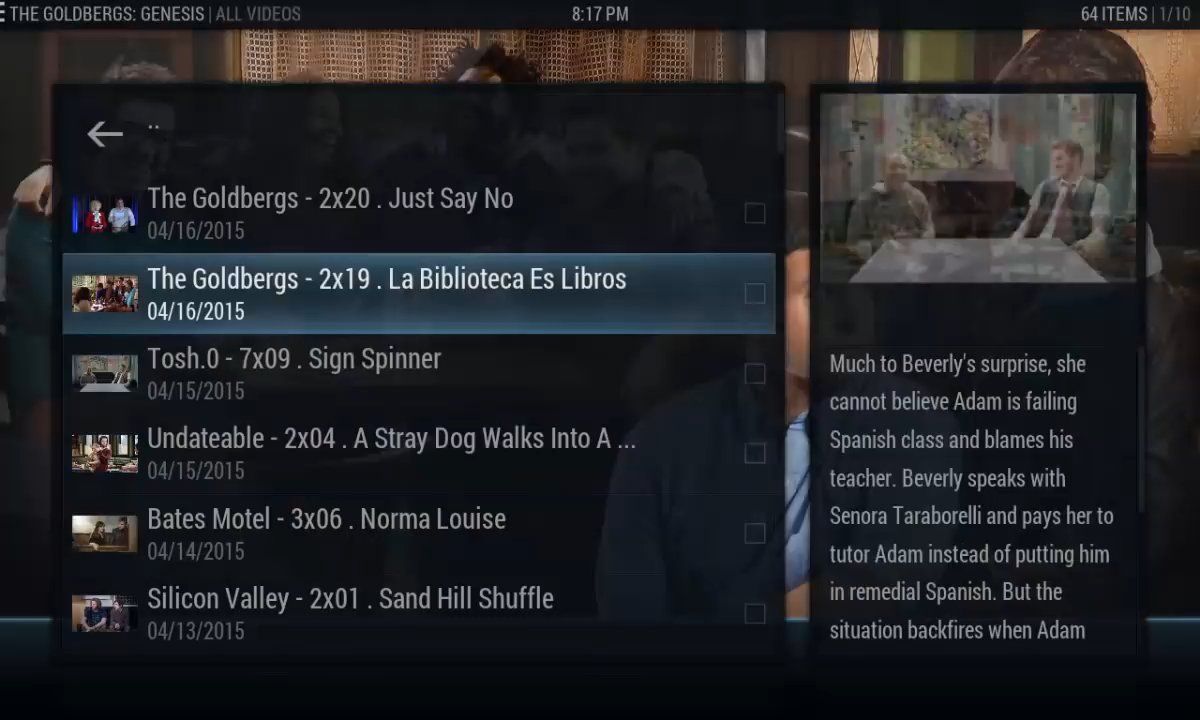 THE GOLDBERGS: GENESIS | ALL VIDEOS
8:17 PM
64 ITEMS | 1/10
..
The Goldbergs - 2x20 . Just Say No
04/16/2015
The Goldbergs - 2x19 . La Biblioteca Es Libros
04/16/2015
Tosh.0 - 7x09 . Sign Spinner
04/15/2015
Undateable - 2x04 . A Stray Dog Walks Into A ...
04/15/2015
Bates Motel - 3x06 . Norma Louise
04/14/2015
Silicon Valley - 2x01 . Sand Hill Shuffle
04/13/2015
Much to Beverly's surprise, she
cannot believe Adam is failing
Spanish class and blames his
teacher. Beverly speaks with
Senora Taraborelli and pays her to
tutor Adam instead of putting him
in remedial Spanish. But the
situation backfires when Adam